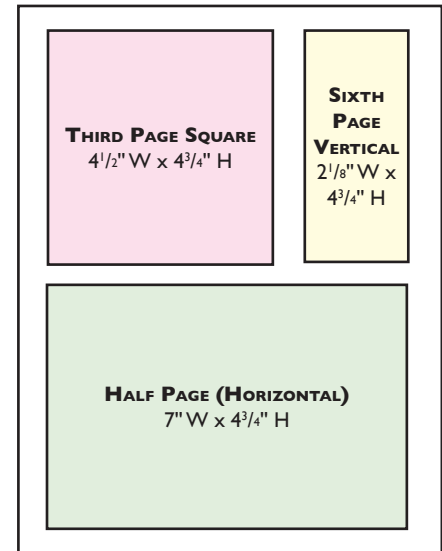 Third Page Square
4 1/2" W x 4 3/4" H
Sixth
Page
Vertical
2 1/8" W x
4 3/4" H
Half Page (Horizontal)
7" W x 4 3/4" H